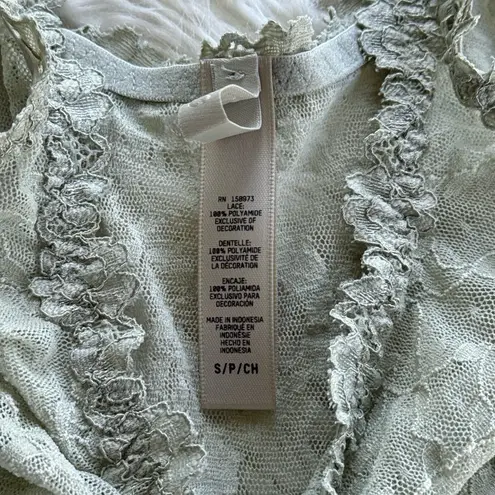 RN 158973
LACE:
100% POLYAMIDE
EXCLUSIVE OF
DECORATION
DENTELLE:
100% POLYAMIDE
EXCLUSIVITÉ DE
LA DÉCORATION
ENCAJE:
100% POLIAMIDA
EXCLUSIVO PARA
DECORACIÓN
MADE IN INDONESIA
FABRIQUÉ EN
INDONÉSIE
HECHO EN
INDONESIA
S/P/CH